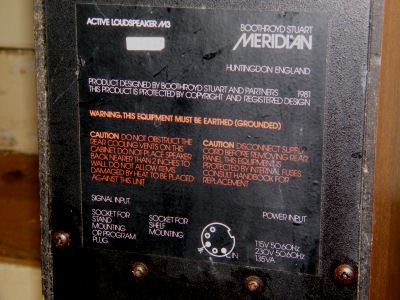 ACTIVE LOUDSPEAKER M3
BOOTHROYD STUART
MERIDIAN
HUNTINGDON ENGLAND
PRODUCT DESIGNED BY BOOTHROYD STUART AND PARTNERS 1981
THIS PRODUCT IS PROTECTED BY COPYRIGHT AND REGISTERED DESIGN
WARNING, THIS EQUIPMENT MUST BE EARTHED (GROUNDED)
CAUTION DO NOT OBSTRUCT THE
REAR COOLING VENTS ON THIS
CABINET. DO NOT PLACE SPEAKER
BACK NEARER THAN 2 INCHES TO
WALL. DO NOT ALLOW ITEMS
DAMAGED BY HEAT TO BE PLACED
AGAINST THIS UNIT
CAUTION DISCONNECT SUPPLY
CORD BEFORE REMOVING REAR
PANEL. THIS EQUIPMENT IS
PROTECTED BY INTERNAL FUSES.
CONSULT HANDBOOK FOR
REPLACEMENT
SIGNAL INPUT
SOCKET FOR
STAND
MOUNTING
OR PROGRAM
PLUG.
SOCKET FOR
SHELF
MOUNTING
LIN
POWER INPUT
115V 50.60Hz
230V 50.60Hz
135VA